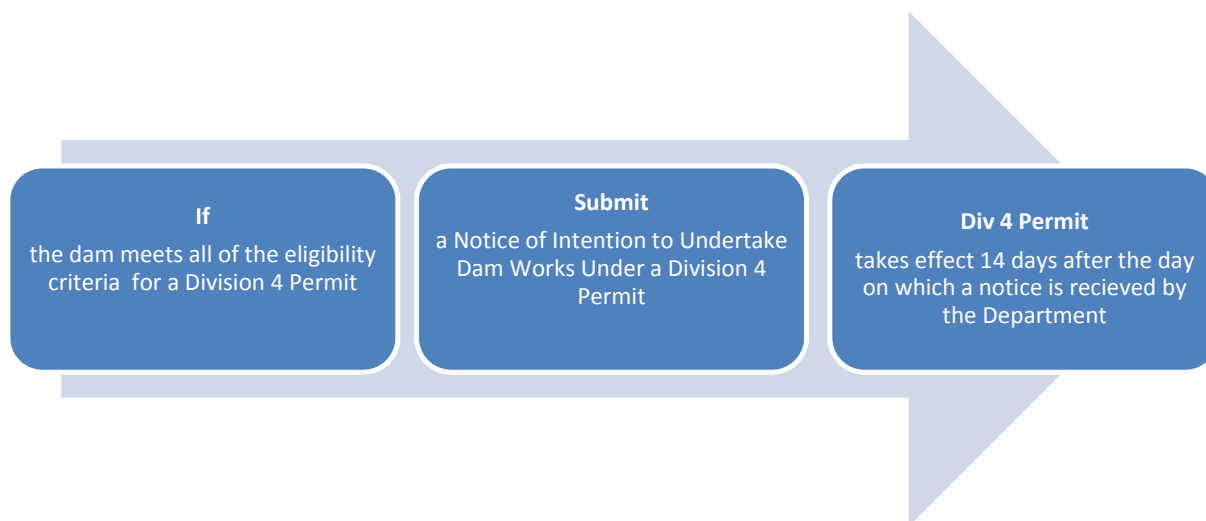 If
the dam meets all of the eligibility
criteria for a Division 4 Permit
Submit
a Notice of Intention to Undertake
Dam Works Under a Division 4
Permit
Div 4 Permit
takes effect 14 days after the day
on which a notice is recieved by
the Department